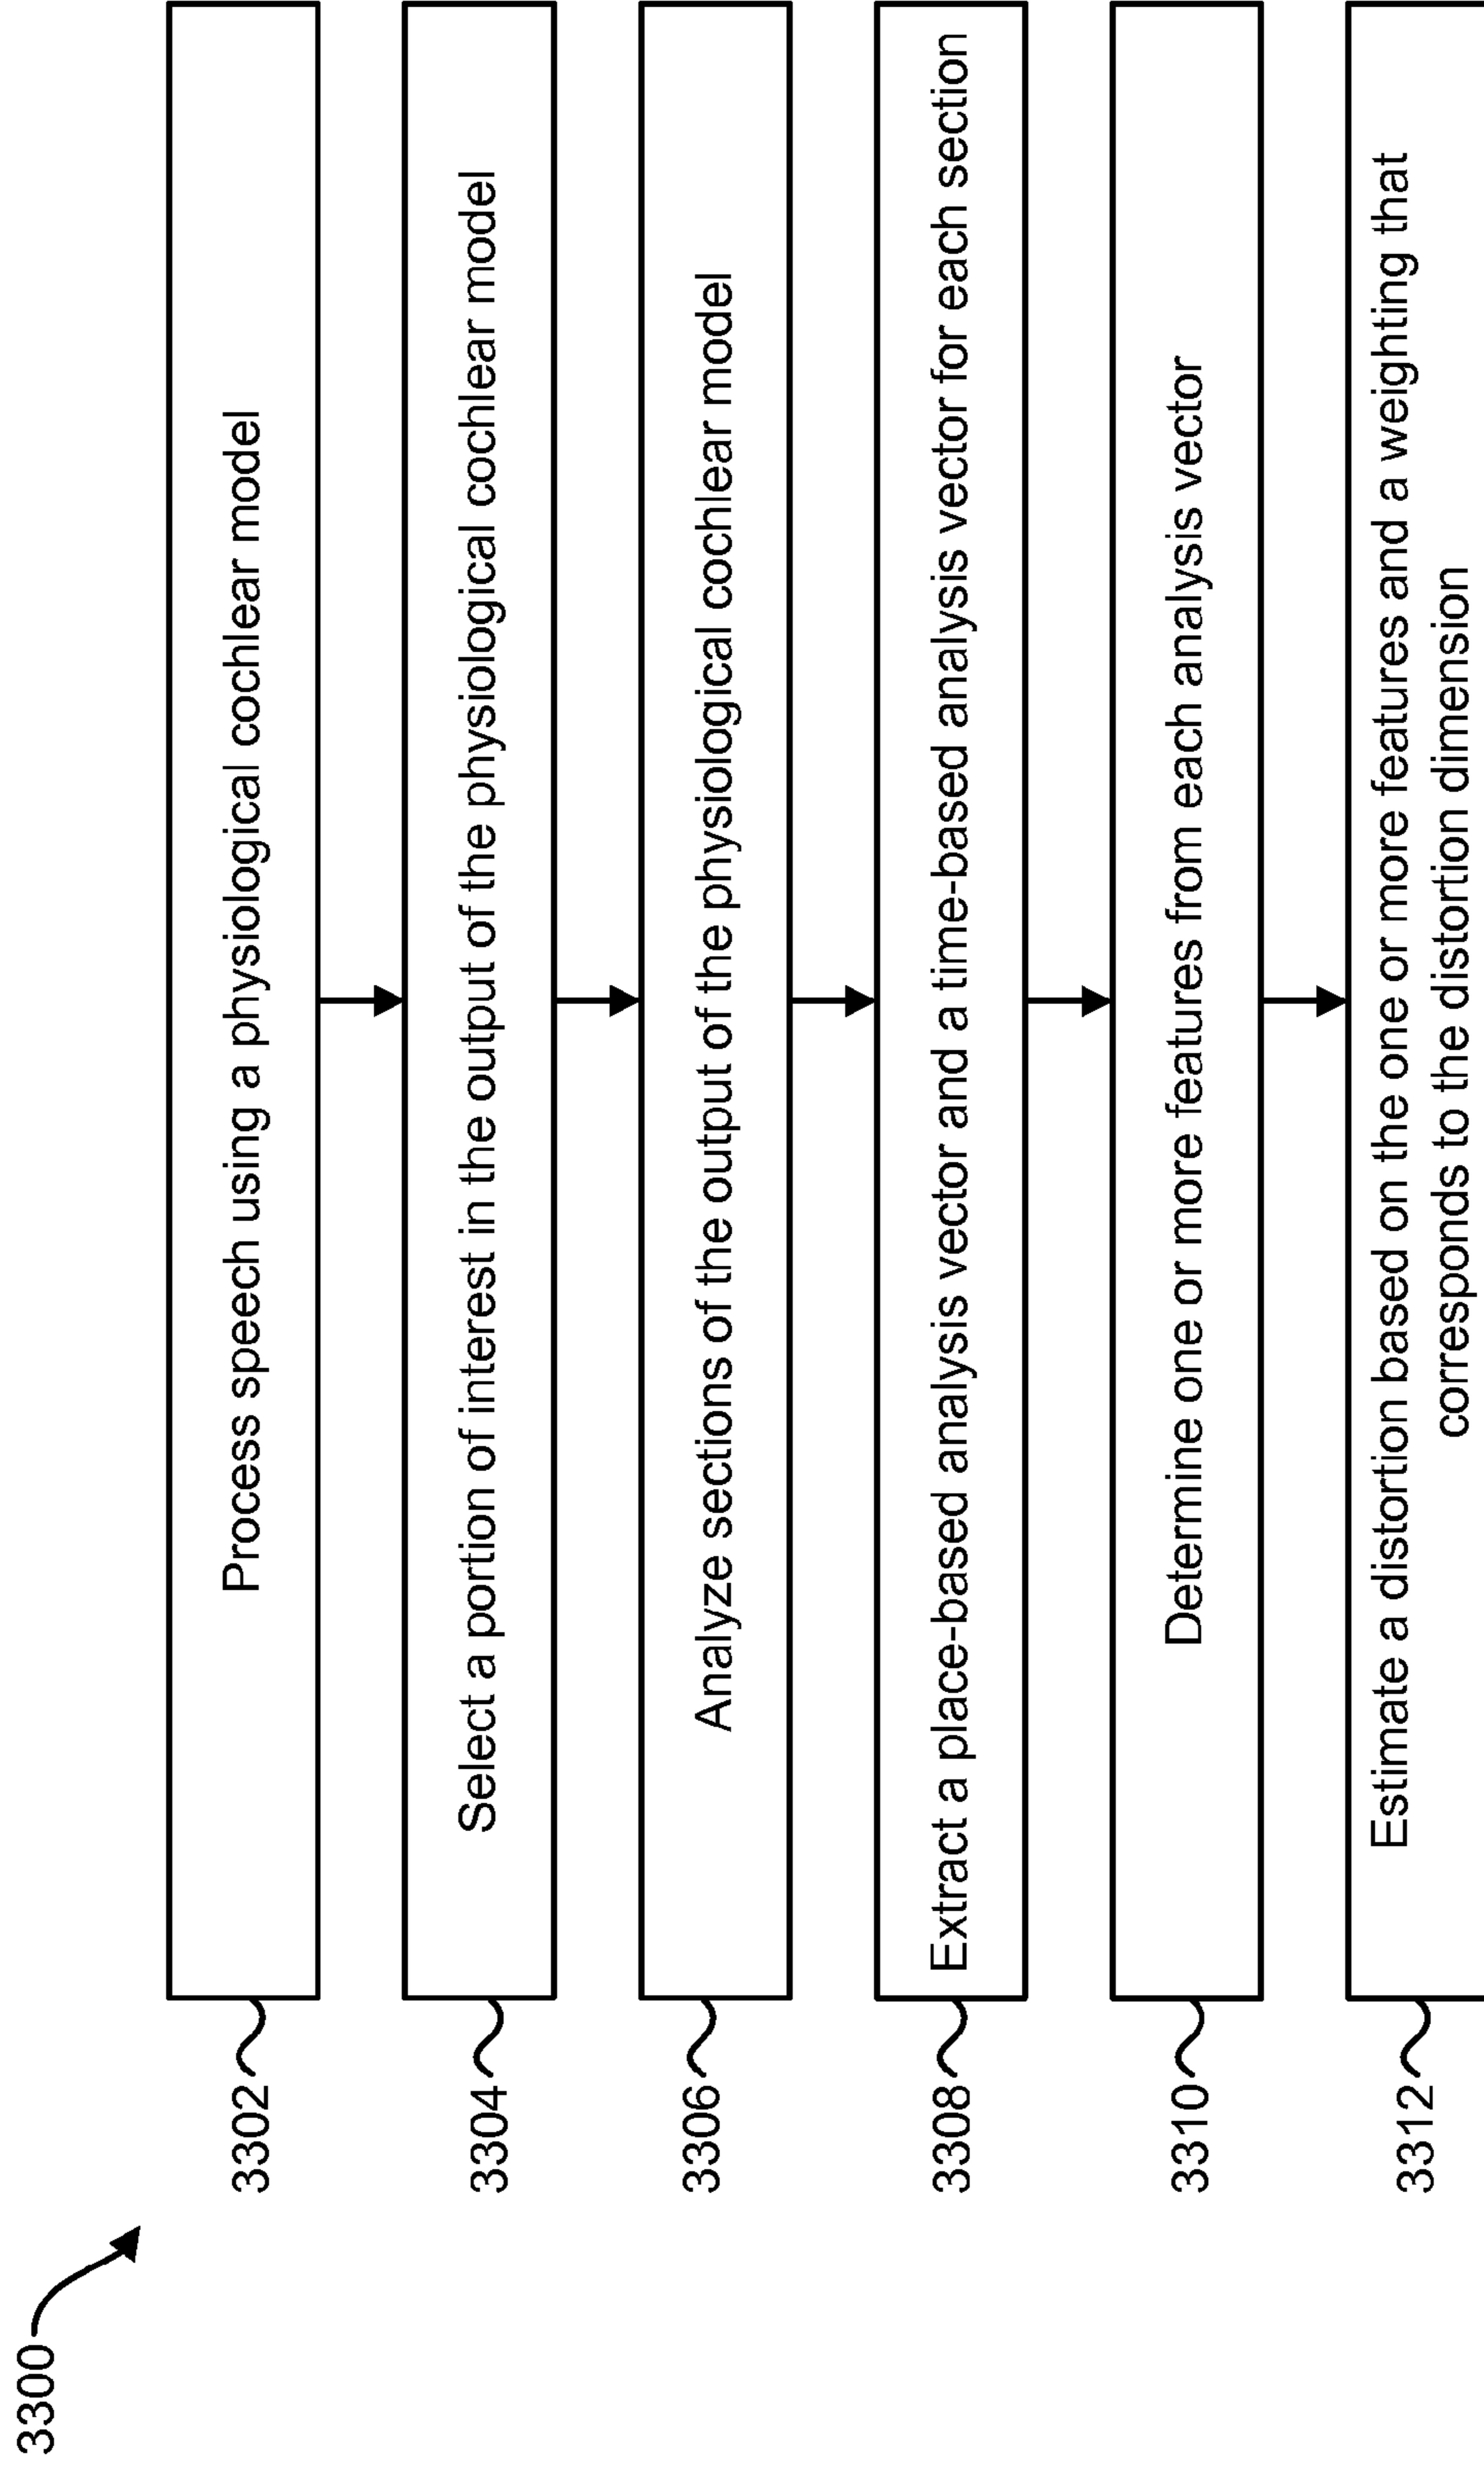 3300
3302
Process speech using a physiological cochlear model
3304
Select a portion of interest in the output of the physiological cochlear model
3306
Analyze sections of the output of the physiological cochlear model
3308
Extract a place-based analysis vector and a time-based analysis vector for each section
3310
Determine one or more features from each analysis vector
3312
Estimate a distortion based on the one or more features and a weighting that
corresponds to the distortion dimension